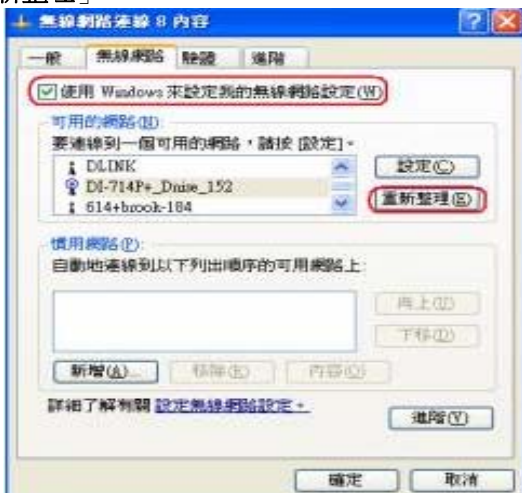 無線網路連線 8 內容
一般 無線網路 驗證 進階
使用 Windows 來設定我的無線網路設定(W)
可用的網路(N):
要連線到一個可用的網路，請按 [設定]。
DLINK
設定(C)
DI-714P+_Dnise_152
614+brook-184
重新整理(E)
慣用網路(P):
自動地連線到以下列出順序的可用網路上:
再上(U)
下移(D)
新增(A)... 移除(R) 內容(O)
詳細了解有關 設定無線網路設定。
進階(V)
確定 取消